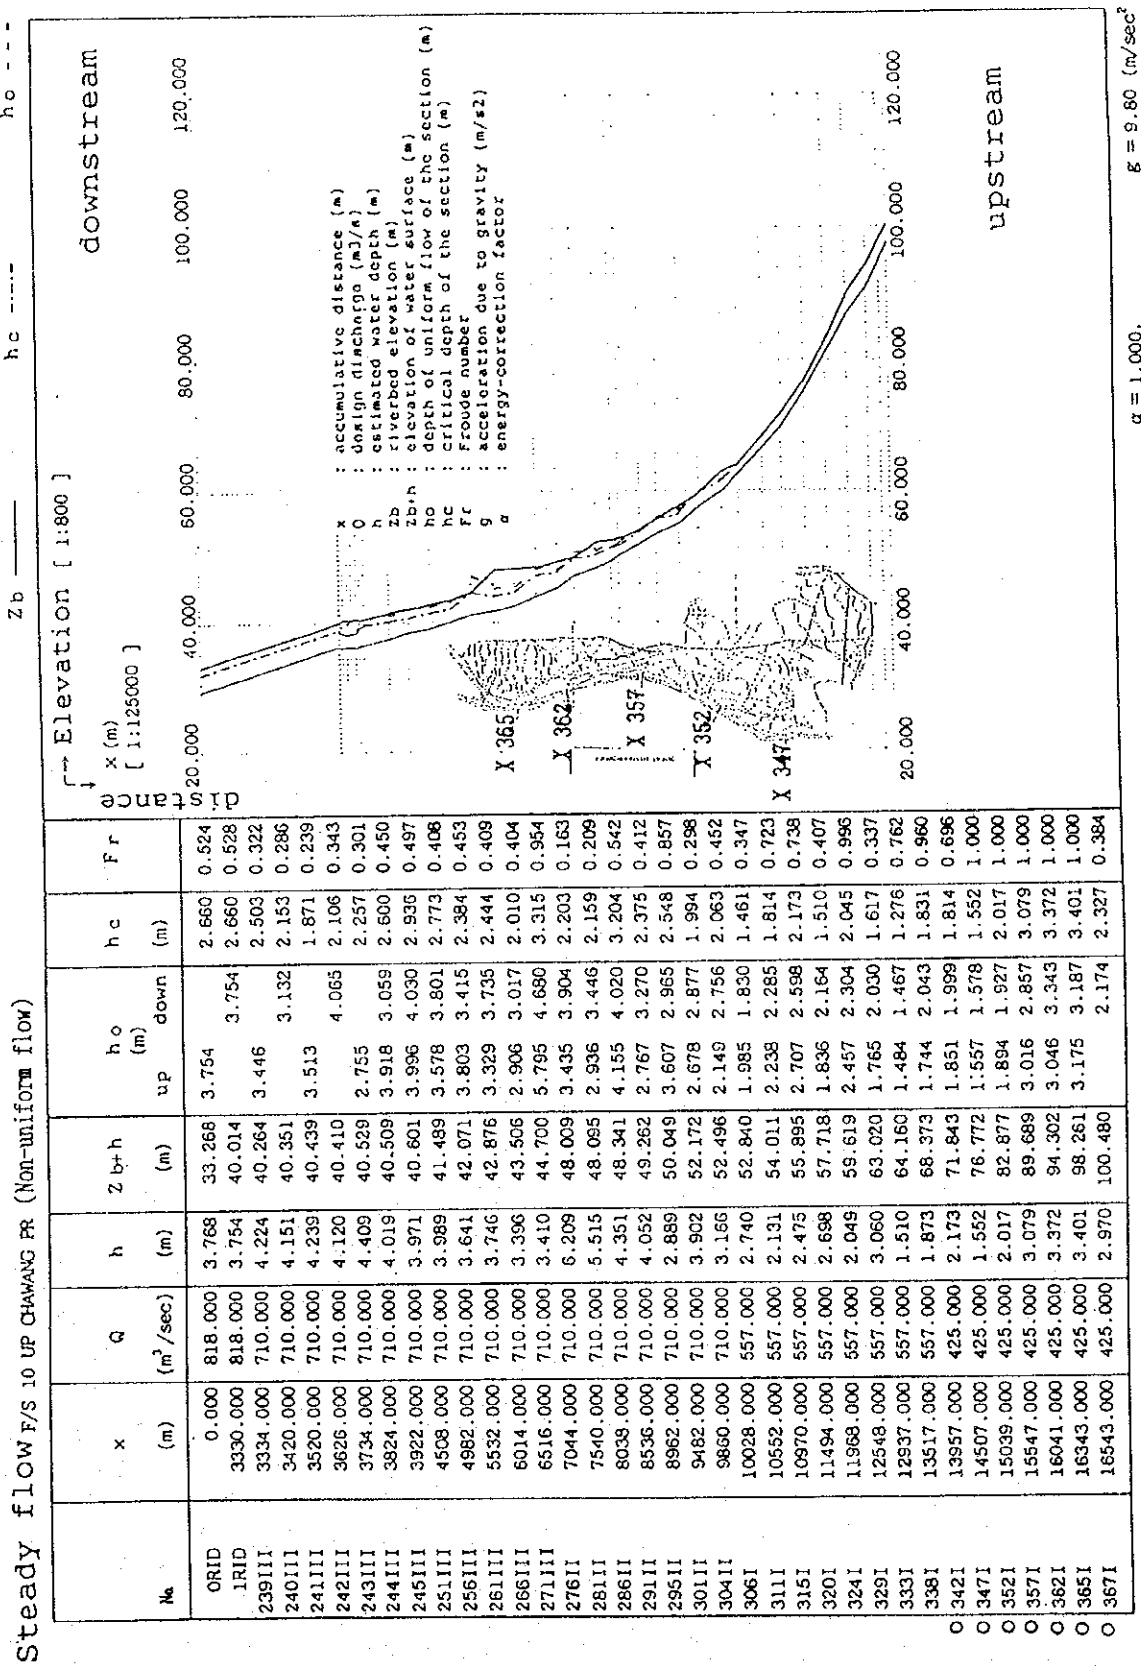 Steady flow F/S 10 UP CHAWANG PR (Non-uniform flow)
Zb —— hc —·—·— ho - - -
No. x Q h Zb+h ho hc Fr
(m) (m³/sec) (m) (m) (m) (m)
up down
0RID 0.000 818.000 3.768 33.268 3.754 2.660 0.524
1RID 3330.000 818.000 3.754 40.014 3.754 2.660 0.528
239III 3334.000 710.000 4.224 40.264 3.446 2.503 0.322
240III 3420.000 710.000 4.151 40.351 3.132 2.153 0.286
241III 3520.000 710.000 4.239 40.439 3.513 1.871 0.239
242III 3626.000 710.000 4.120 40.410 4.065 2.106 0.343
243III 3734.000 710.000 4.409 40.529 2.755 2.257 0.301
244III 3824.000 710.000 4.019 40.509 3.918 3.059 2.600 0.450
245III 3922.000 710.000 3.971 40.601 3.996 4.030 2.936 0.497
251III 4508.000 710.000 3.989 41.489 3.578 3.801 2.773 0.408
256III 4982.000 710.000 3.641 42.071 3.803 3.415 2.384 0.453
261III 5532.000 710.000 3.746 42.876 3.329 3.735 2.444 0.409
266III 6014.000 710.000 3.396 43.506 2.906 3.017 2.010 0.404
271III 6516.000 710.000 3.410 44.700 5.795 4.680 3.315 0.954
276II 7044.000 710.000 6.209 48.009 3.435 3.904 2.203 0.163
281II 7540.000 710.000 5.515 48.095 2.936 3.446 2.159 0.209
286II 8038.000 710.000 4.351 48.341 4.155 4.020 3.204 0.542
291II 8536.000 710.000 4.052 49.262 2.767 3.270 2.375 0.412
295II 8962.000 710.000 2.889 50.049 3.607 2.965 2.548 0.857
301II 9482.000 710.000 3.902 52.172 2.678 2.877 1.994 0.298
304II 9860.000 710.000 3.166 52.496 2.149 2.756 2.063 0.452
306I 10028.000 557.000 2.740 52.840 1.985 1.830 1.461 0.347
311I 10552.000 557.000 2.131 54.011 2.238 2.285 1.814 0.723
315I 10970.000 557.000 2.475 55.895 2.707 2.598 2.173 0.738
320I 11494.000 557.000 2.698 57.718 1.836 2.164 1.510 0.407
324I 11968.000 557.000 2.049 59.619 2.457 2.304 2.045 0.996
329I 12548.000 557.000 3.060 63.020 1.765 2.030 1.617 0.337
333I 12937.000 557.000 1.510 64.160 1.484 1.467 1.276 0.762
338I 13517.000 557.000 1.873 68.373 1.744 2.043 1.831 0.960
O 342I 13957.000 425.000 2.173 71.843 1.851 1.999 1.814 0.696
O 347I 14507.000 425.000 1.552 76.772 1.557 1.578 1.552 1.000
O 352I 15039.000 425.000 2.017 82.877 1.894 1.927 2.017 1.000
O 357I 15547.000 425.000 3.079 89.689 3.016 2.857 3.079 1.000
O 362I 16041.000 425.000 3.372 94.302 3.046 3.343 3.372 1.000
O 365I 16343.000 425.000 3.401 98.261 3.175 3.187 3.401 1.000
O 367I 16543.000 425.000 2.970 100.480 2.174 2.327 0.384
Elevation [ 1:800 ]
x (m)
[ 1:125000 ]
distance
downstream
20.000 40.000 60.000 80.000 100.000 120.000
x : accumulative distance (m)
Q : design discharge (m3/s)
h : estimated water depth (m)
Zb : riverbed elevation (m)
Zb+h : elevation of water surface (m)
ho : depth of uniform flow of the section (m)
hc : critical depth of the section (m)
Fr : Froude number
g : acceleration due to gravity (m/s2)
α : energy-correction factor
X 365
X 362
X 357
X 352
X 347
20.000 40.000 60.000 80.000 100.000 120.000
upstream
α = 1.000, g = 9.80 (m/sec²